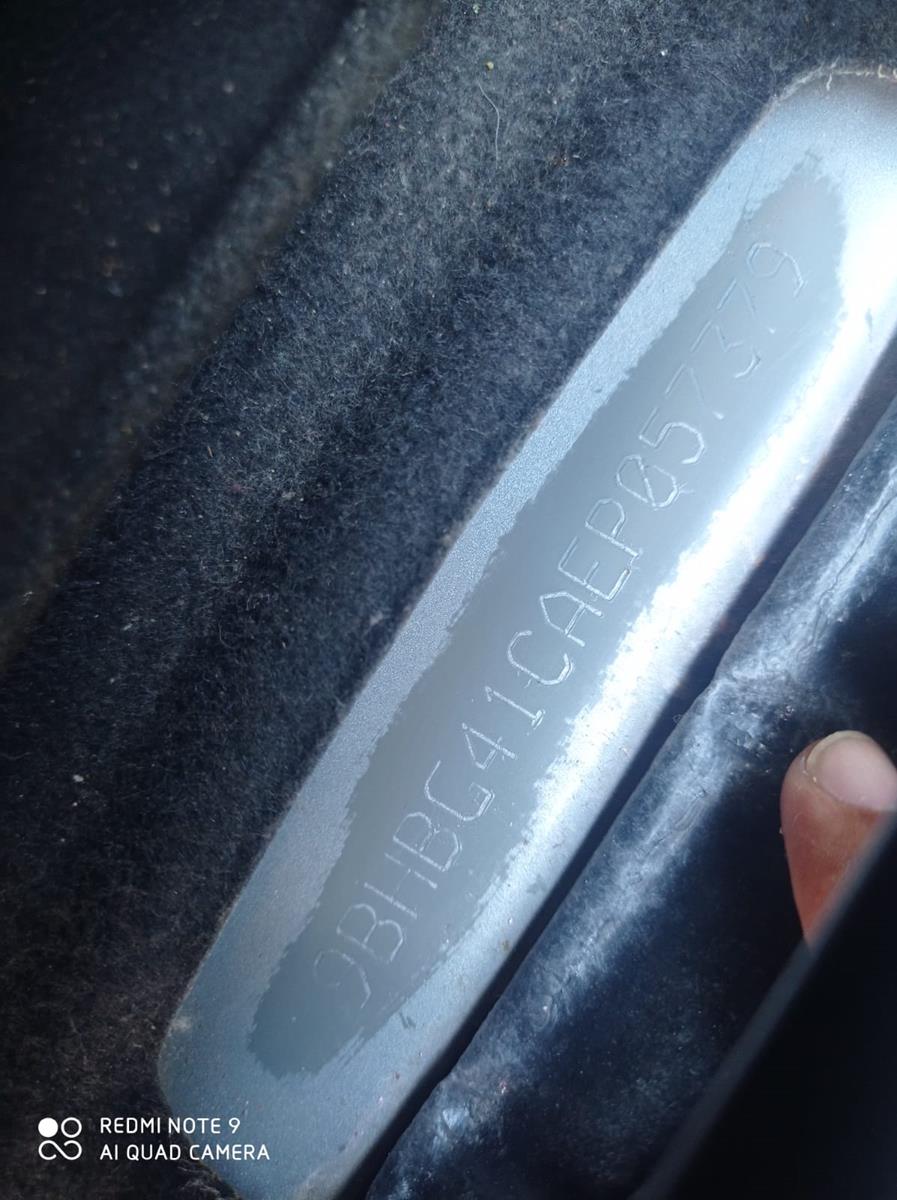 9BHBG41CAEP057379
REDMI NOTE 9
AI QUAD CAMERA